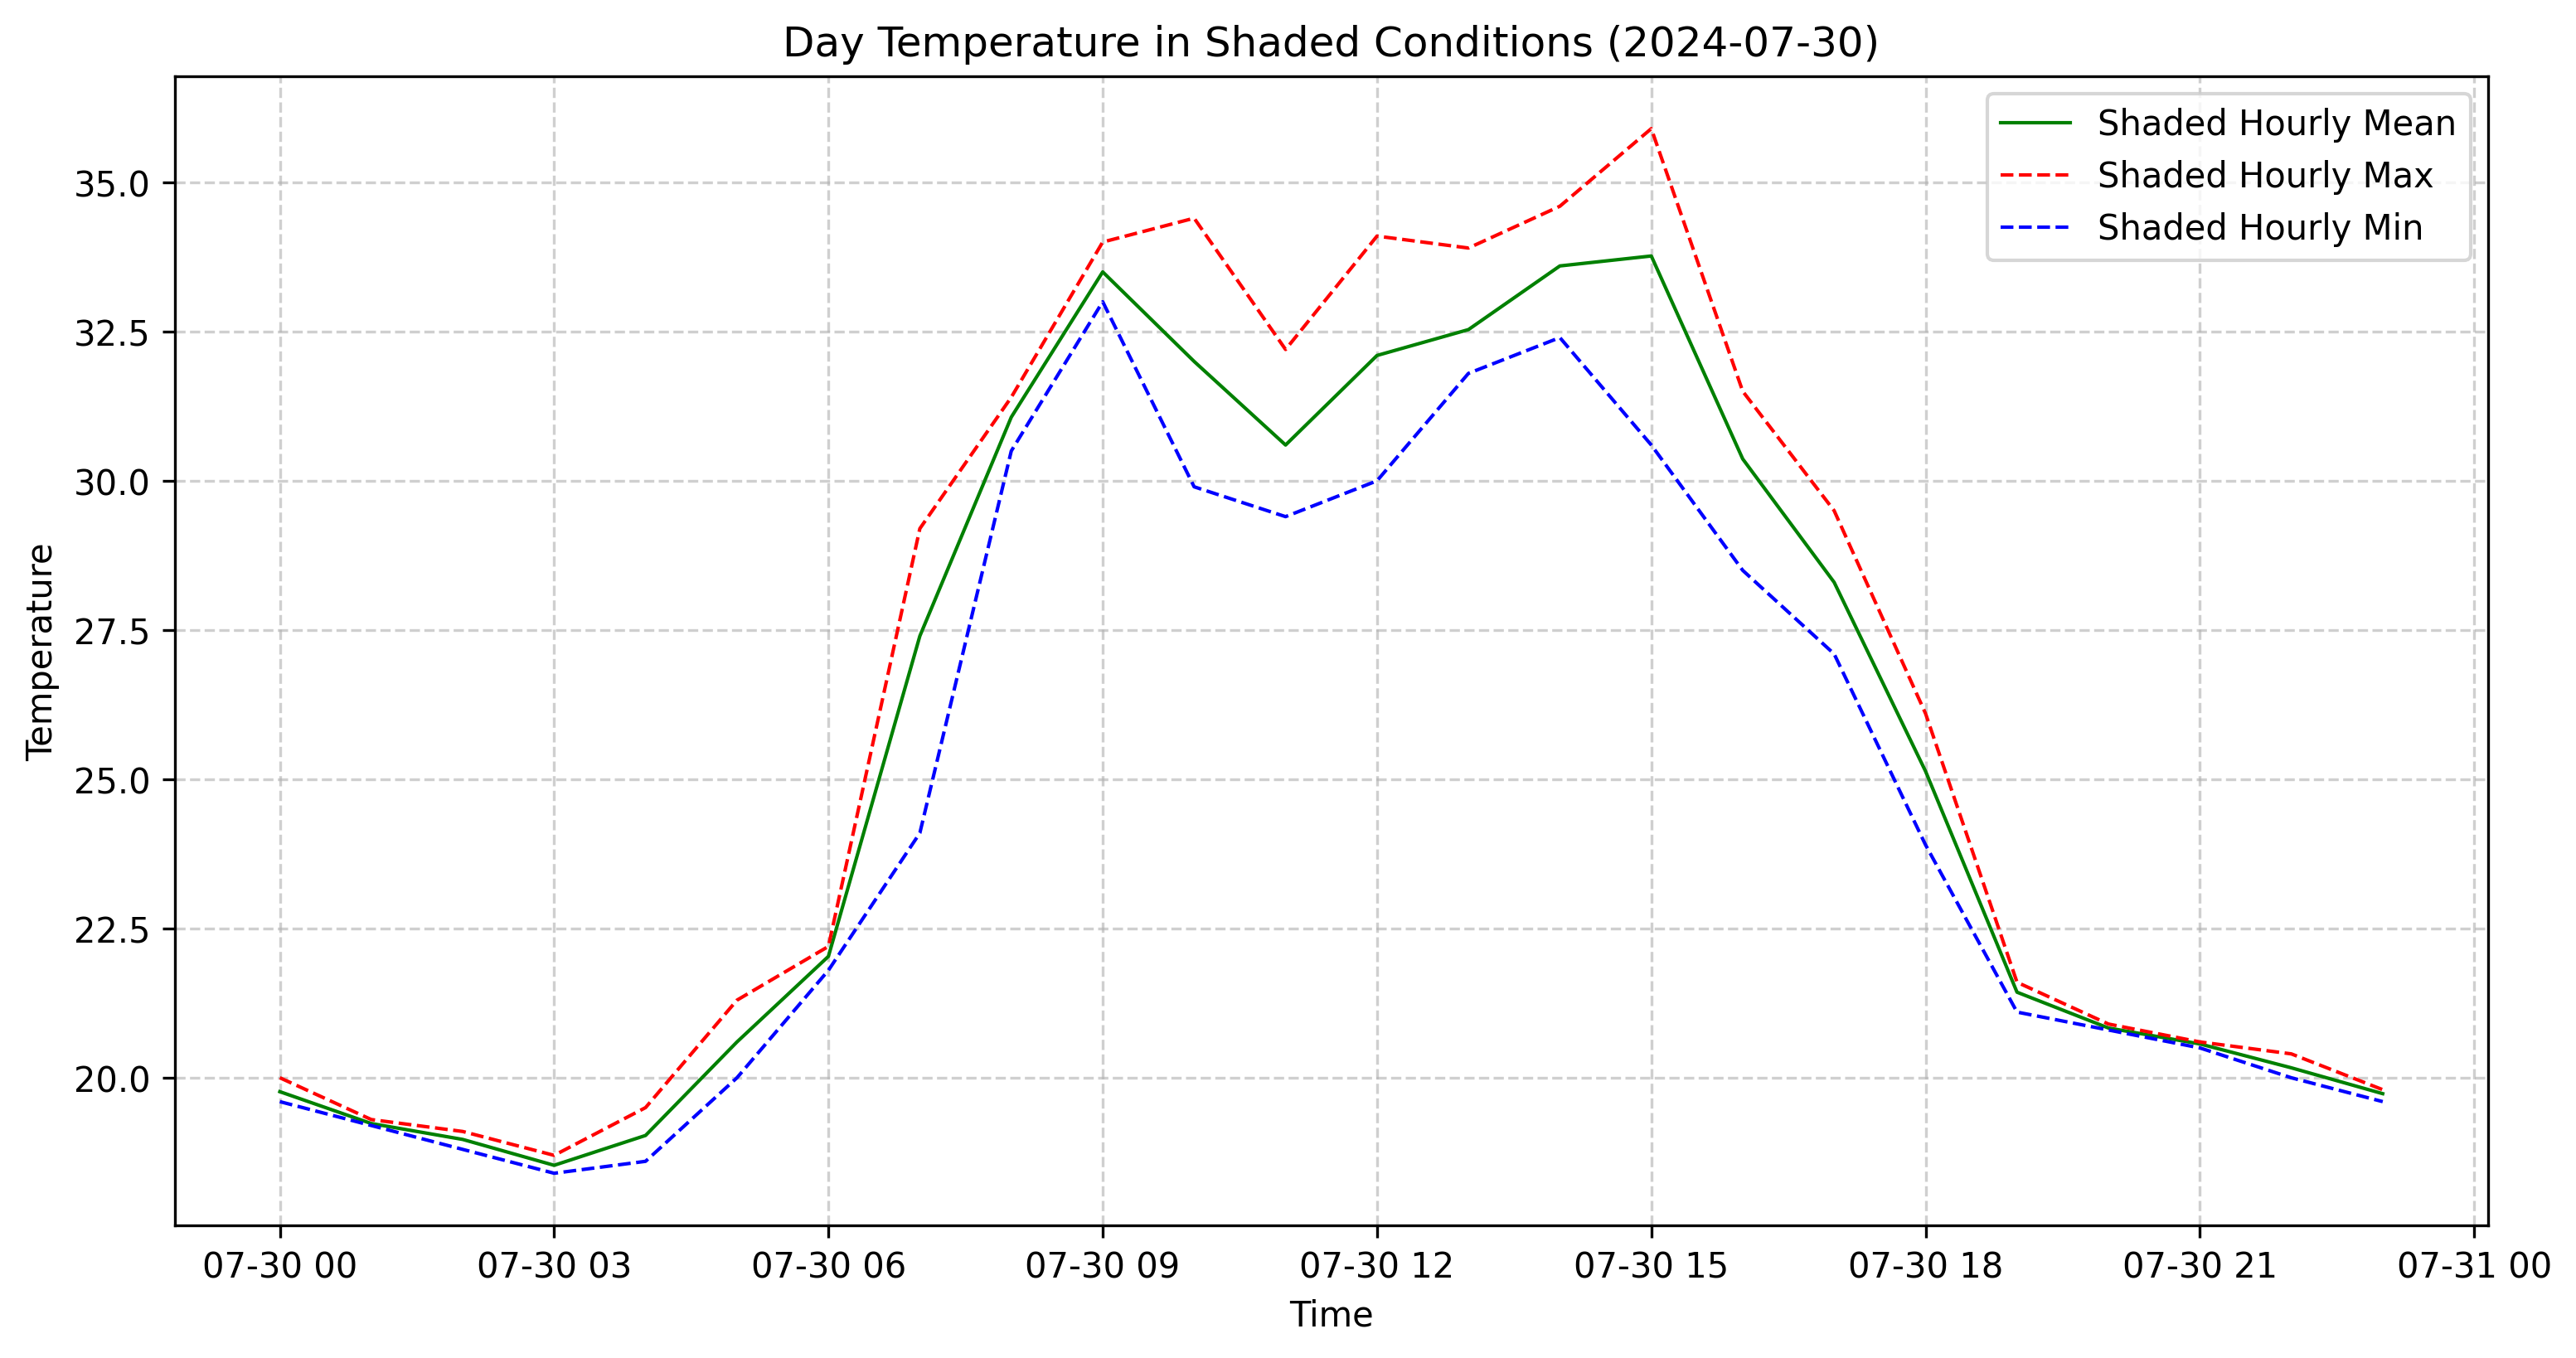 Day Temperature in Shaded Conditions (2024-07-30)
Shaded Hourly Mean
Shaded Hourly Max
Shaded Hourly Min
Temperature
35.0
32.5
30.0
27.5
25.0
22.5
20.0
07-30 00 07-30 03 07-30 06 07-30 09 07-30 12 07-30 15 07-30 18 07-30 21 07-31 00
Time